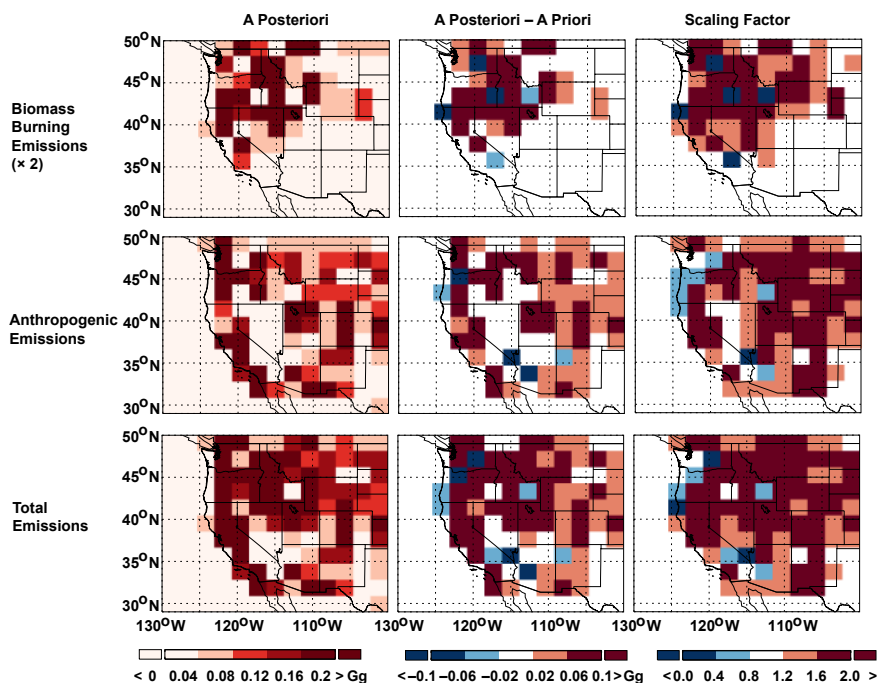 A Posteriori
A Posteriori – A Priori
Scaling Factor
Biomass
Burning
Emissions
(× 2)
50° N
45° N
40° N
35° N
30° N
Anthropogenic
Emissions
50° N
45° N
40° N
35° N
30° N
Total
Emissions
50° N
45° N
40° N
35° N
30° N
130°W 120°W 110°W 130°W 120°W 110°W 130°W 120°W 110°W
< 0 0.04 0.08 0.12 0.16 0.2 > Gg
<−0.1 −0.06 −0.02 0.02 0.06 0.1> Gg
<0.0 0.4 0.8 1.2 1.6 2.0 >